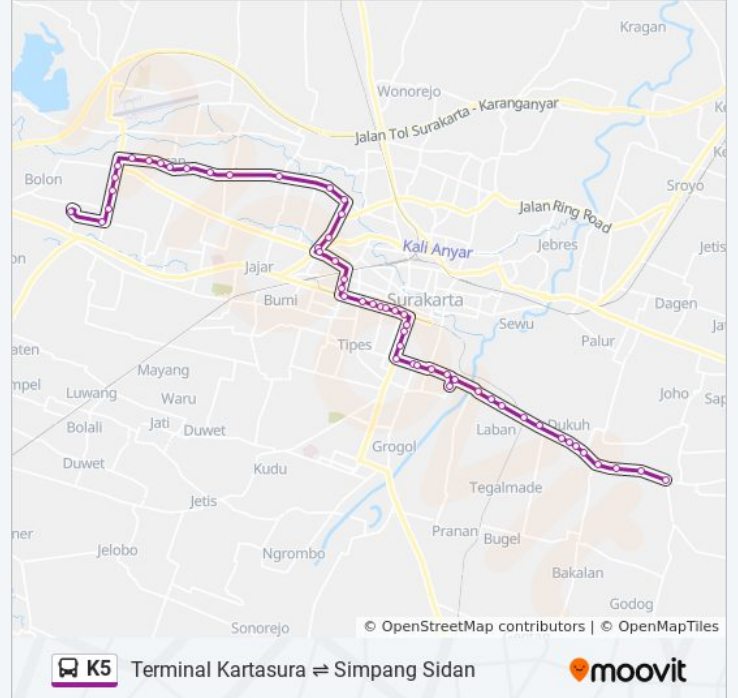 Kragan
Wonorejo
Jalan Tol Surakarta - Karanganyar
Bolon
Sroyo
Jalan Ring Road
Kali Anyar
Jebres
Jetis
Jajar
Bumi
Surakarta
Dagen
Sewu
Palur
Tipes
Mayang
Luwang
Waru
Joho
Bolali
Jati
Duwet
Laban
Dukuh
Grogol
Duwet
Kudu
Tegalmade
Jetis
Pranan
Bugel
Jelobo
Ngrombo
Bakalan
Godog
Sonorejo
© OpenStreetMap contributors | © OpenMapTiles
K5 Terminal Kartasura ⇌ Simpang Sidan
moovit